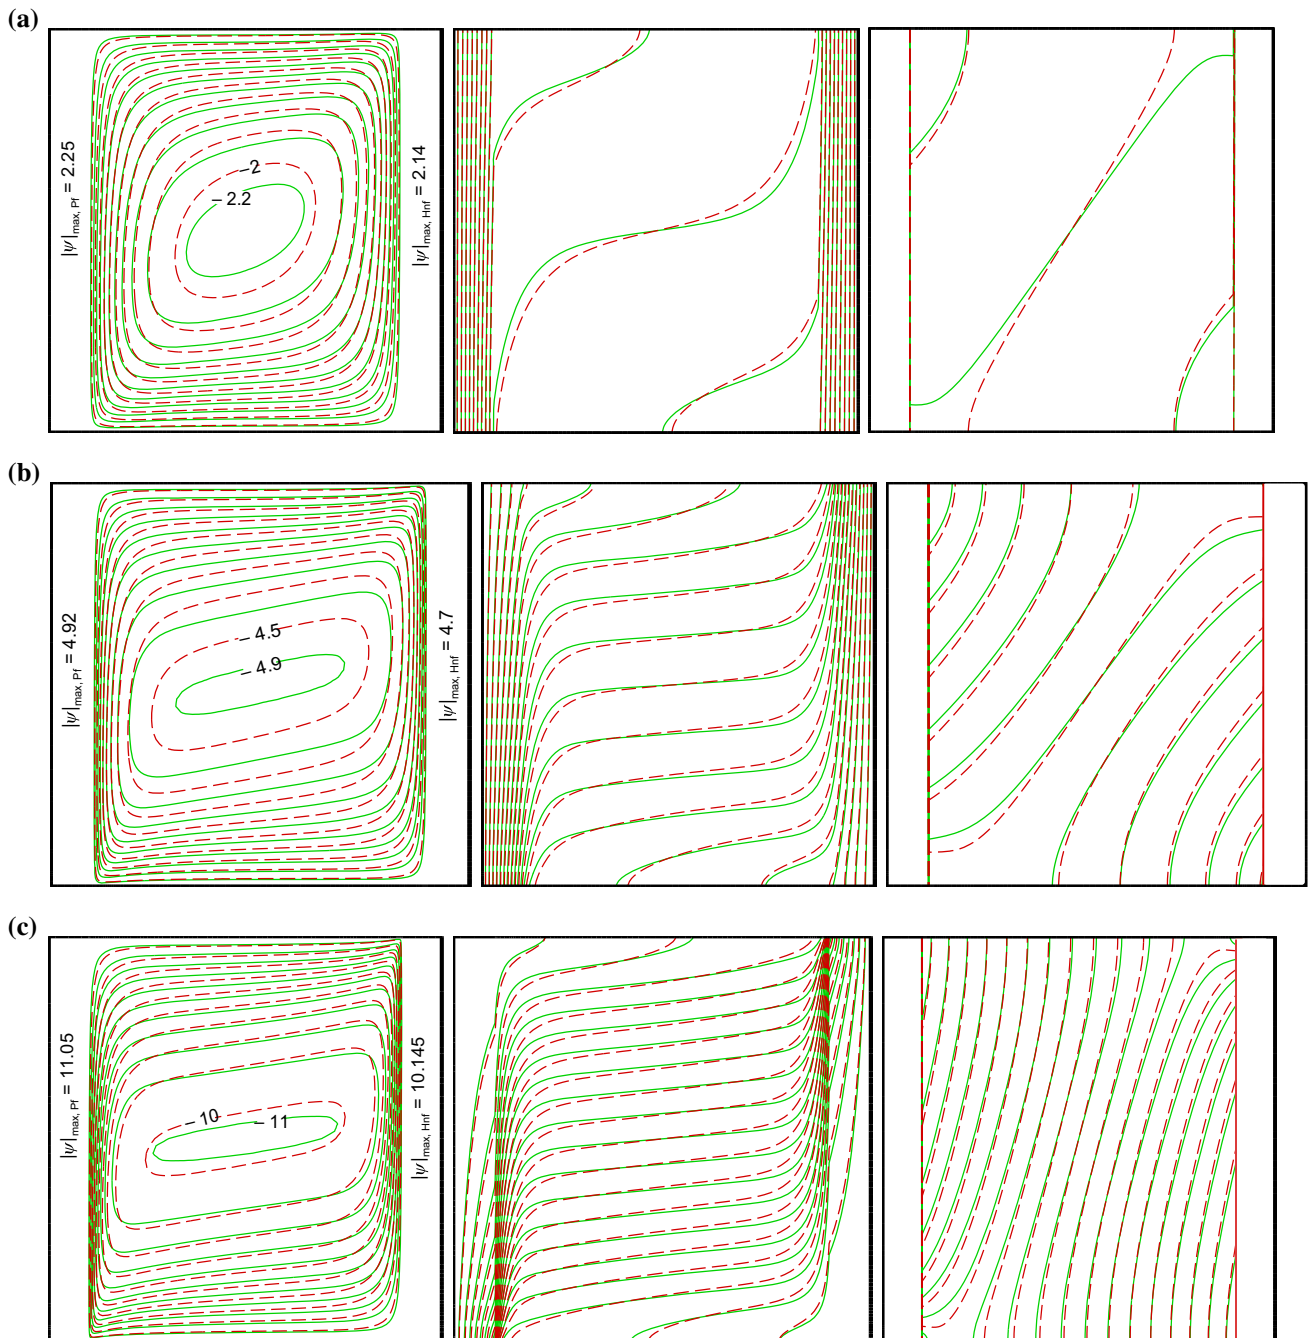 (a)
|ψ|max, Pf = 2.25
−2
− 2.2
|ψ|max, Hnf = 2.14
(b)
|ψ|max, Pf = 4.92
− 4.5
− 4.9
|ψ|max, Hnf = 4.7
(c)
|ψ|max, Pf = 11.05
− 10
− 11
|ψ|max, Hnf = 10.145